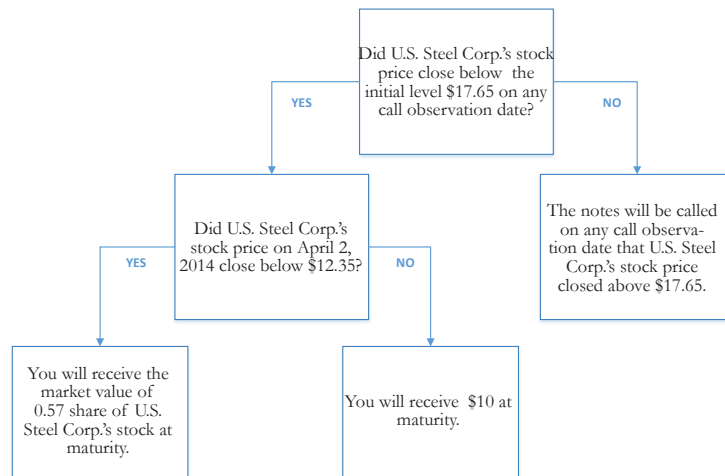 Did U.S. Steel Corp.'s stock
price close below the
initial level $17.65 on any
call observation date?
YES
NO
Did U.S. Steel Corp.'s
stock price on April 2,
2014 close below $12.35?
The notes will be called
on any call observa-
tion date that U.S. Steel
Corp.'s stock price
closed above $17.65.
YES
NO
You will receive the
market value of
0.57 share of U.S.
Steel Corp.'s stock at
maturity.
You will receive $10 at
maturity.